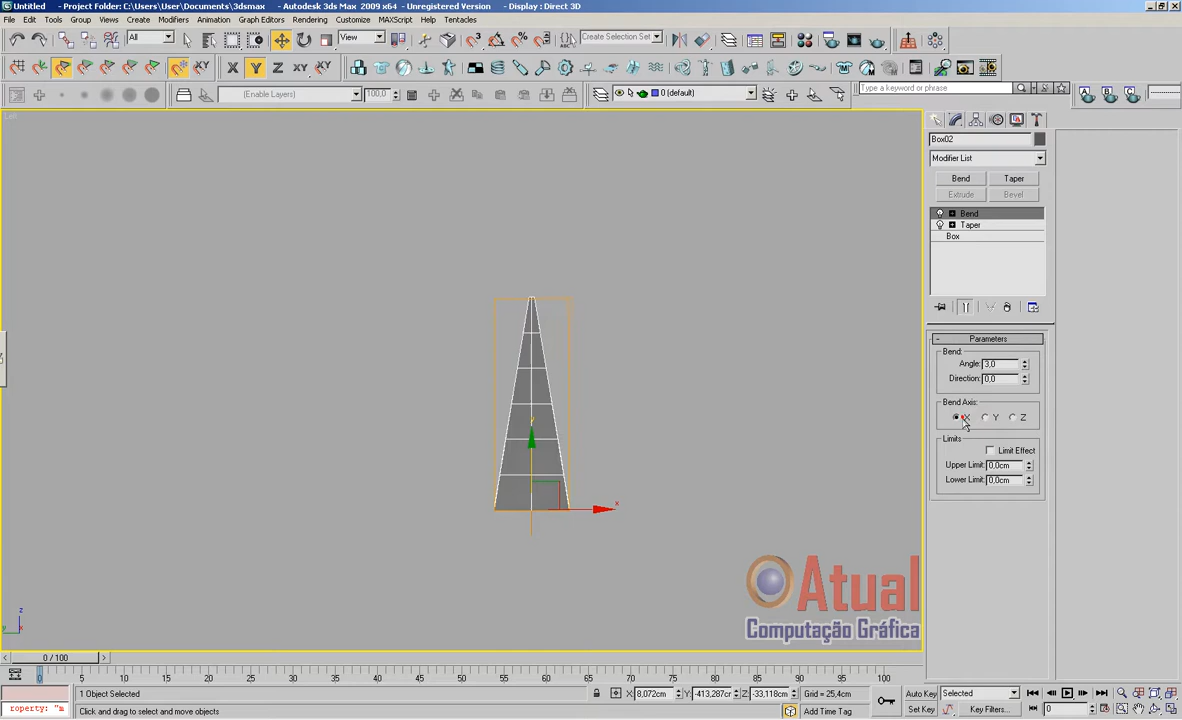 Untitled - Project Folder: C:\Users\User\Documents\3dsmax - Autodesk 3ds Max 2009 x64 - Unregistered Version - Display : Direct 3D
File Edit Tools Group Views Create Modifiers Animation Graph Editors Rendering Customize MAXScript Help Tentacles
All View Create Selection Set
X Y Z XY XY
(Enable Layers) 100,0 0 (default) Type a keyword or phrase A B C
Left
Box02
Modifier List
Bend Taper
Extrude Bevel
Bend
Taper
Box
Parameters
Bend:
Angle: 3,0
Direction: 0,0
Bend Axis:
X Y Z
Limits
Limit Effect
Upper Limit: 0,0cm
Lower Limit: 0,0cm
y
x
z
y x
Atual
Computação Gráfica
0 / 100
0 5 10 15 20 25 30 35 40 45 50 55 60 65 70 75 80 85 90 95 100
1 Object Selected X: 8,072cm Y: -413,287cm Z: -33,118cm Grid = 25,4cm Auto Key Selected
roperty: "m Click and drag to select and move objects Add Time Tag Set Key Key Filters... 0